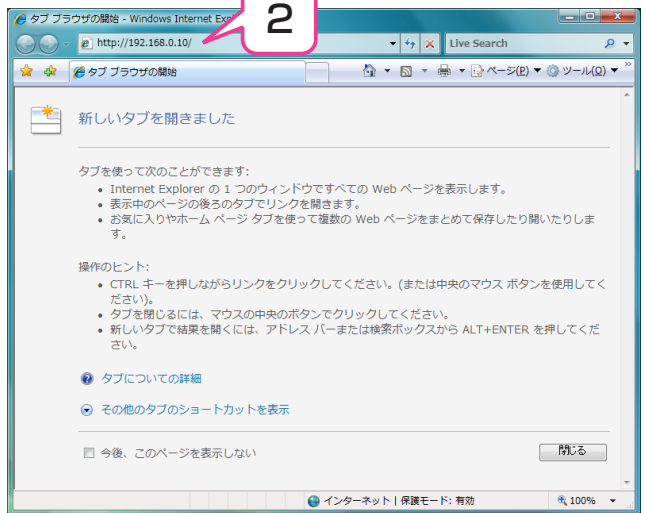 タブ ブラウザの開始 - Windows Internet Exp
2
http://192.168.0.10/
Live Search
タブ ブラウザの開始
ページ(P)
ツール(O)
新しいタブを開きました
タブを使って次のことができます:
• Internet Explorer の 1 つのウィンドウですべての Web ページを表示します。
• 表示中のページの後ろのタブでリンクを開きます。
• お気に入りやホーム ページ タブを使って複数の Web ページをまとめて保存したり開いたりしま
す。
操作のヒント:
• CTRL キーを押しながらリンクをクリックしてください。(または中央のマウス ボタンを使用してく
ださい)。
• タブを閉じるには、マウスの中央のボタンでクリックしてください。
• 新しいタブで結果を開くには、アドレス バーまたは検索ボックスから ALT+ENTER を押してくだ
さい。
タブについての詳細
その他のタブのショートカットを表示
今後、このページを表示しない
閉じる
インターネット | 保護モード: 有効
100%